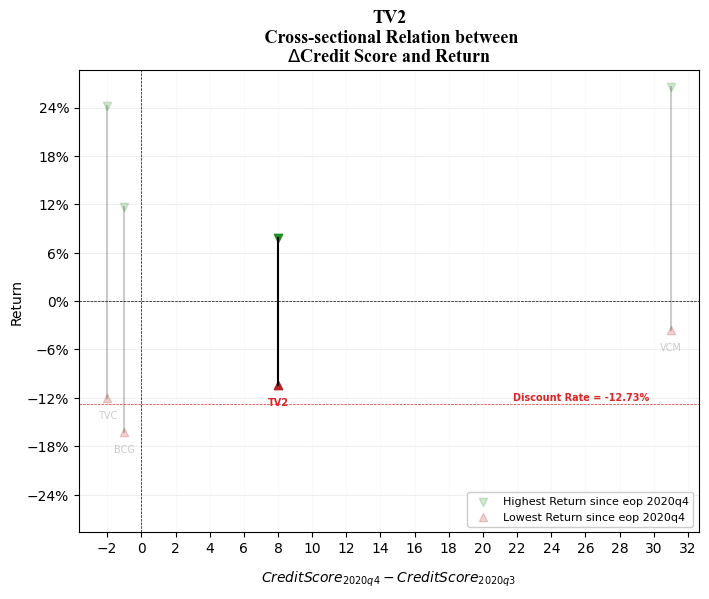 TV2
Cross-sectional Relation between
ΔCredit Score and Return
Return
24%
18%
12%
6%
0%
−6%
−12%
−18%
−24%
TVC
BCG
TV2
VCM
Discount Rate = -12.73%
Highest Return since eop 2020q4
Lowest Return since eop 2020q4
−2 0 2 4 6 8 10 12 14 16 18 20 22 24 26 28 30 32
CreditScore2020q4 − CreditScore2020q3